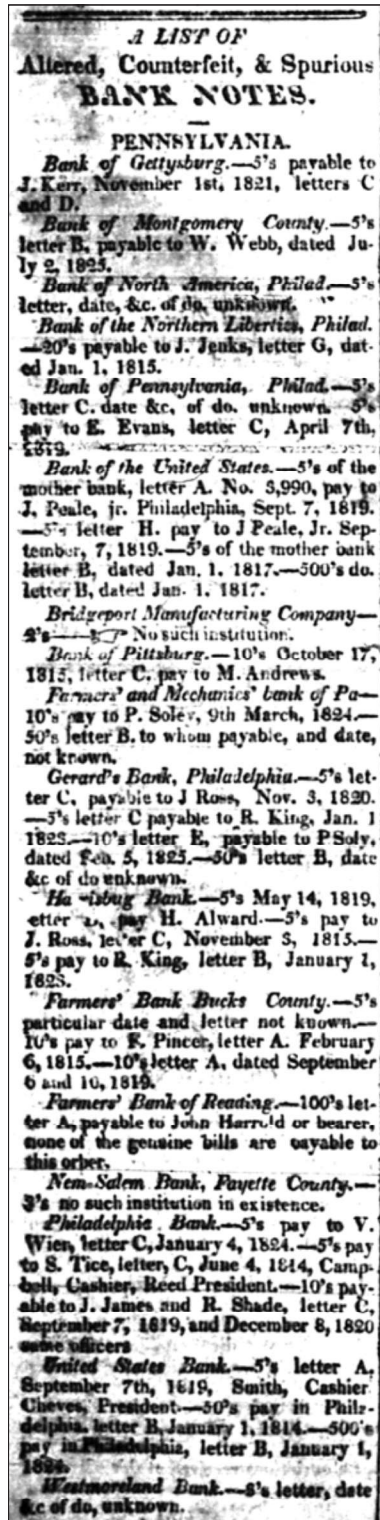 A LIST OF
Altered, Counterfeit, & Spurious
BANK NOTES.
PENNSYLVANIA.
Bank of Gettysburg.—5's payable to
J. Kerr, November 1st, 1821, letters C
and D.
Bank of Montgomery County.—5's
letter B, payable to W. Webb, dated Ju-
ly 2, 1825.
Bank of North America, Philad.—5's
letter, date, &c. of do. unknown.
Bank of the Northern Liberties, Philad.
—20's payable to J. Jenks, letter G, dat-
ed Jan. 1, 1815.
Bank of Pennsylvania, Philad.—5's
letter C. date &c. of do. unknown. 5's
pay to E. Evans, letter C, April 7th,
1819.
Bank of the United States.—5's of the
mother bank, letter A. No. 3,990, pay to
J. Peale, jr. Philadelphia, Sept. 7, 1819.
—5's letter H. pay to J Peale, Jr. Sep-
tember, 7, 1819.—5's of the mother bank
letter B, dated Jan. 1. 1817.—500's do.
letter B, dated Jan. 1. 1817.
Bridgeport Manufacturing Company—
2's—☞ No such institution.
Bank of Pittsburg.—10's October 17,
1815, letter C. pay to M. Andrews.
Farmers' and Mechanics' bank of Pa—
10's pay to P. Soley, 9th March, 1824.—
50's letter B. to whom payable, and date,
not known.
Gerard's Bank, Philadelphia.—5's let-
ter C. payable to J Ross, Nov. 3, 1820.
—5's letter C payable to R. King, Jan. 1
1823.—10's letter E, payable to P Soly,
dated Feb. 5, 1825.—50's letter B, date
&c of do unknown.
Ha isbug Bank.—5's May 14, 1819,
etter pay H. Alward.—5's pay to
J. Ross, letter C, November 3, 1815.—
5's pay to R. King, letter B, January 1,
1823.
Farmers' Bank Bucks County.—5's
particular date and letter not known.—
10's pay to F. Pincer, letter A. February
6, 1815.—10's letter A, dated September
6 and 10, 1819.
Farmers' Bank of Reading.—100's let-
ter A, payable to John Harrold or bearer,
none of the genuine bills are payable to
this orber.
New-Salem Bank, Fayette County.—
3's no such institution in existence.
Philadelphia Bank.—5's pay to V.
Wien, letter C, January 4, 1824.—5's pay
to S. Tice, letter, C, June 4, 1814, Camp-
bell, Cashier, Reed President.—10's pay-
able to J. James and R. Shade, letter C,
September 7, 1819, and December 8, 1820
same officers
United States Bank.—5's letter A.
September 7th, 1819, Smith, Cashier
Cheves, President—50's pay in Phila-
delphia, letter B, January 1, 1814.—500's
pay in Philadelphia, letter B, January 1,
1824.
Westmoreland Bank.— letter, date
&c of do, unknown.